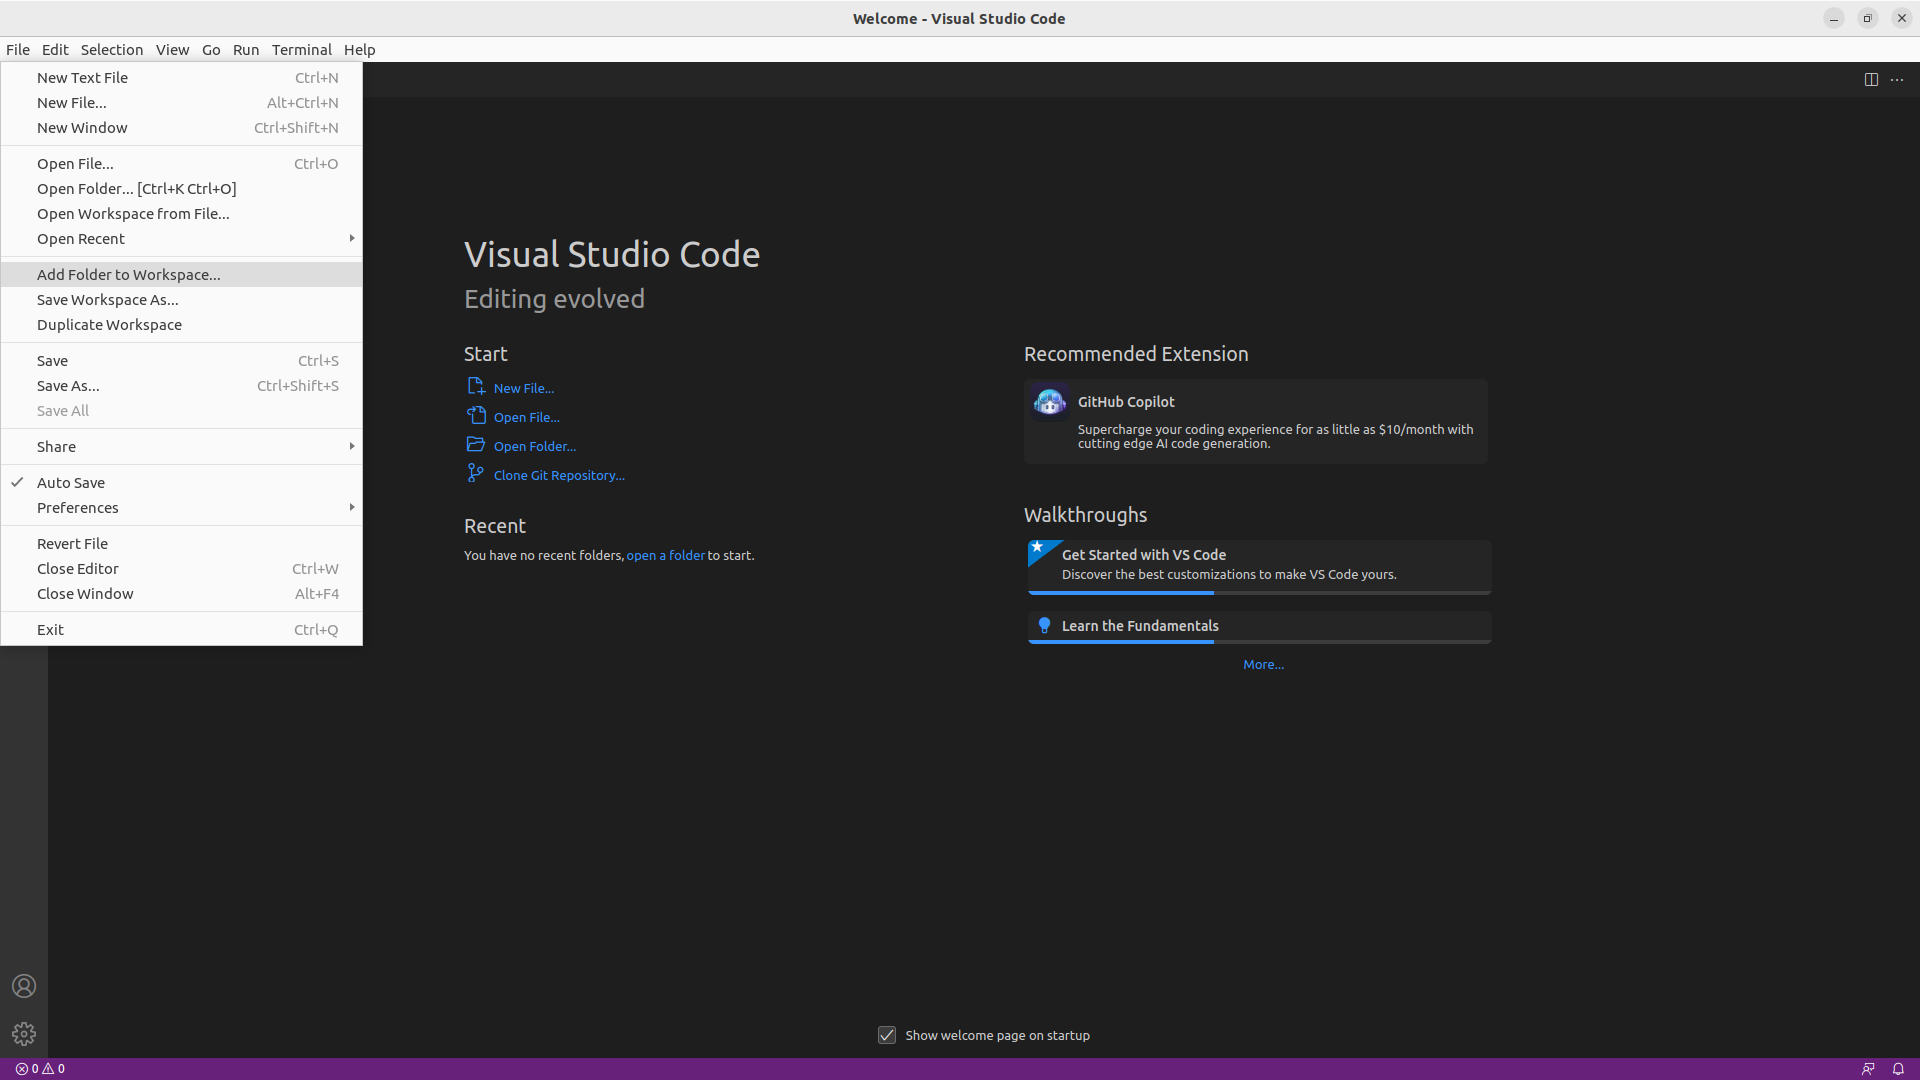 Welcome - Visual Studio Code
File Edit Selection View Go Run Terminal Help
New Text File Ctrl+N
New File... Alt+Ctrl+N
New Window Ctrl+Shift+N
Open File... Ctrl+O
Open Folder... [Ctrl+K Ctrl+O]
Open Workspace from File...
Open Recent
Add Folder to Workspace...
Save Workspace As...
Duplicate Workspace
Save Ctrl+S
Save As... Ctrl+Shift+S
Save All
Share
Auto Save
Preferences
Revert File
Close Editor Ctrl+W
Close Window Alt+F4
Exit Ctrl+Q
Visual Studio Code
Editing evolved
Start
New File...
Open File...
Open Folder...
Clone Git Repository...
Recent
You have no recent folders, open a folder to start.
Recommended Extension
GitHub Copilot
Supercharge your coding experience for as little as $10/month with
cutting edge AI code generation.
Walkthroughs
Get Started with VS Code
Discover the best customizations to make VS Code yours.
Learn the Fundamentals
More...
Show welcome page on startup
0 0